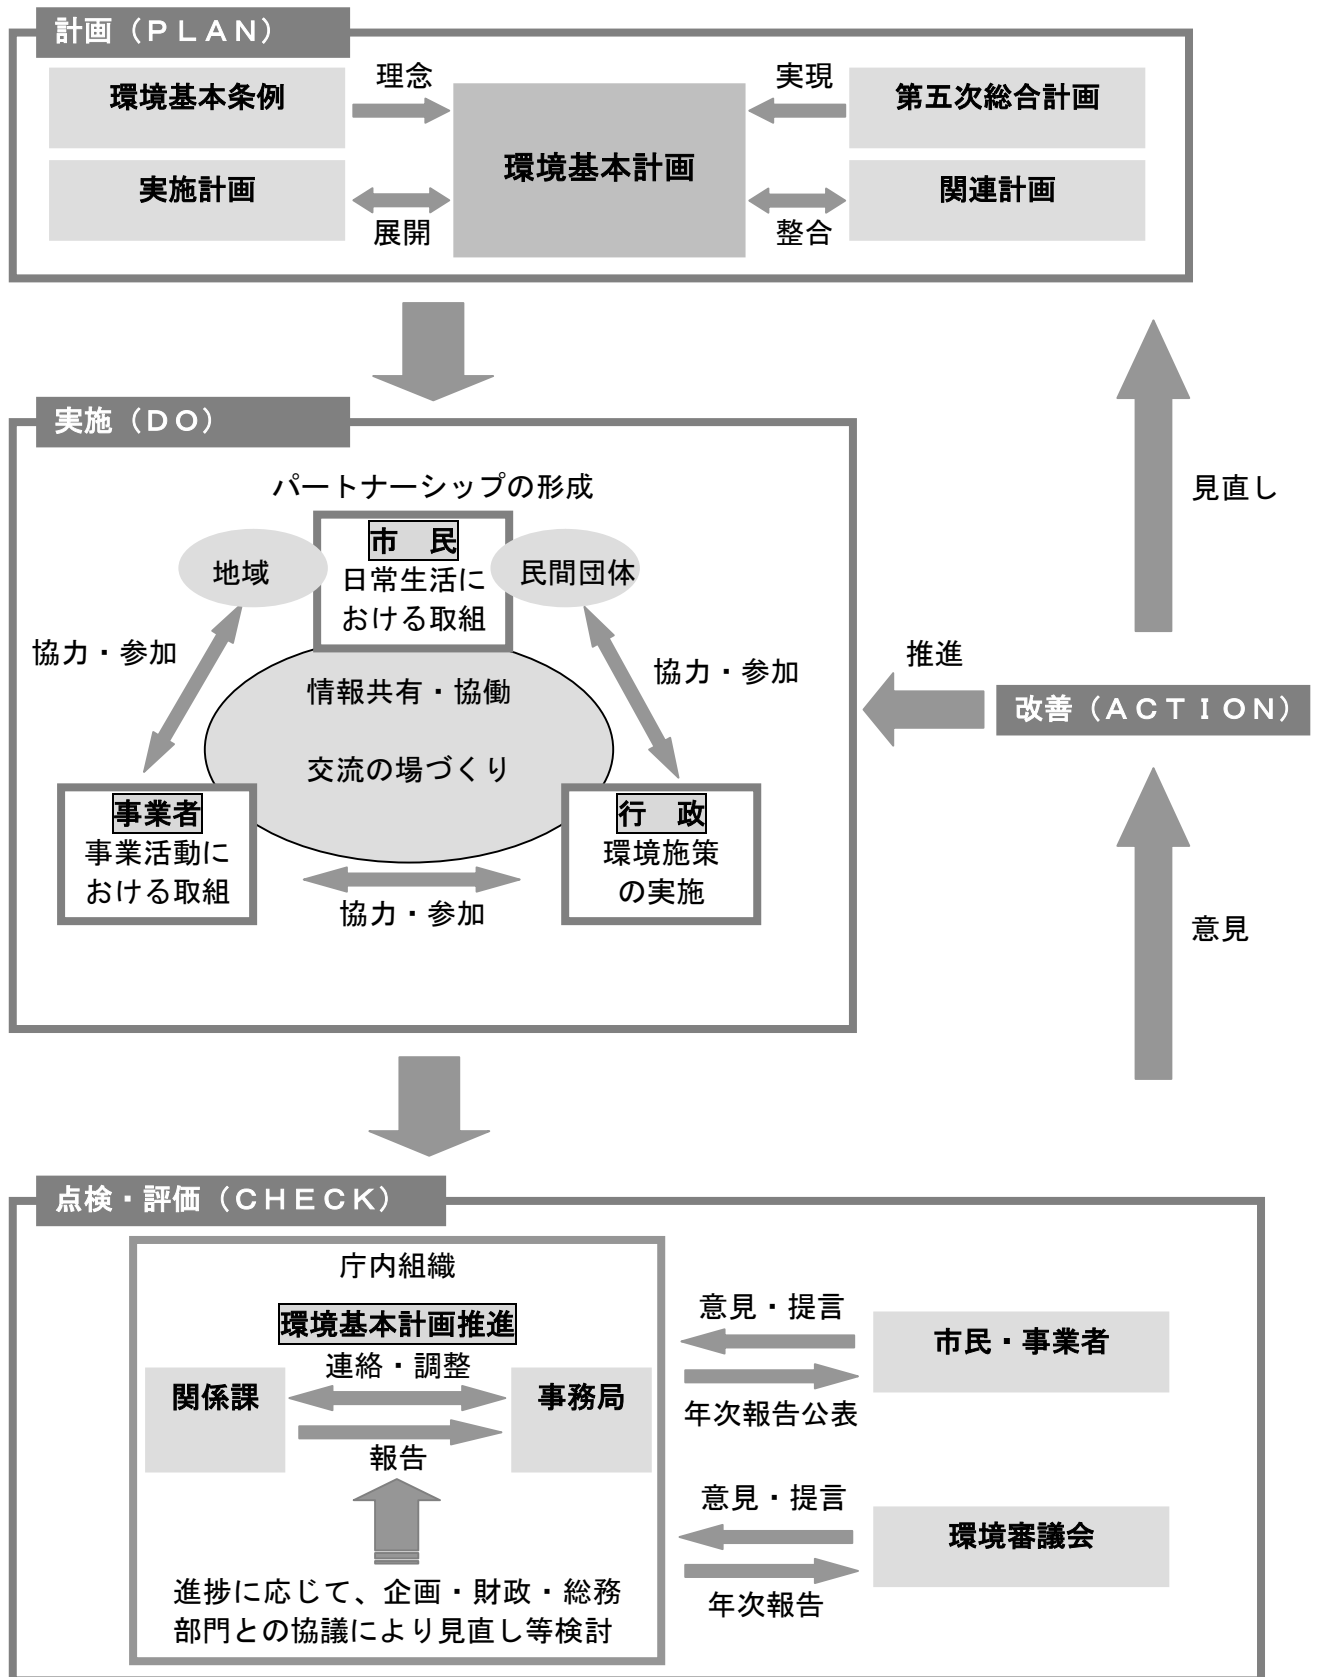 計画（ＰＬＡＮ）
環境基本条例
理念
環境基本計画
実現
第五次総合計画
実施計画
展開
整合
関連計画
実施（ＤＯ）
パートナーシップの形成
市　民
日常生活に
おける取組
地域
民間団体
協力・参加
協力・参加
情報共有・協働
交流の場づくり
事業者
事業活動に
おける取組
行　政
環境施策
の実施
協力・参加
見直し
推進
改善（ＡＣＴＩＯＮ）
意見
点検・評価（ＣＨＥＣＫ）
庁内組織
環境基本計画推進
連絡・調整
関係課
事務局
報告
進捗に応じて、企画・財政・総務
部門との協議により見直し等検討
意見・提言
市民・事業者
年次報告公表
意見・提言
環境審議会
年次報告